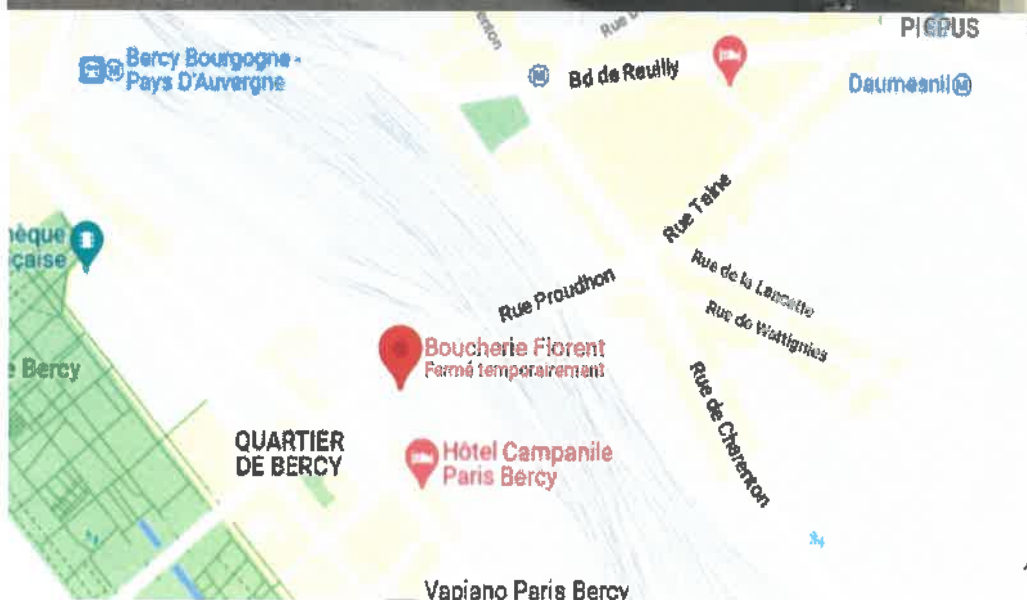 PICPUS
Bercy Bourgogne -
Pays D'Auvergne
Bd de Reuilly
Daumesnil
Rue Taine
Rue de la Lancette
Rue de Wattignies
Rue Proudhon
Boucherie Florent
Fermé temporairement
Bercy
Rue de Charenton
QUARTIER
DE BERCY
Hôtel Campanile
Paris Bercy
Vapiano Paris Bercy